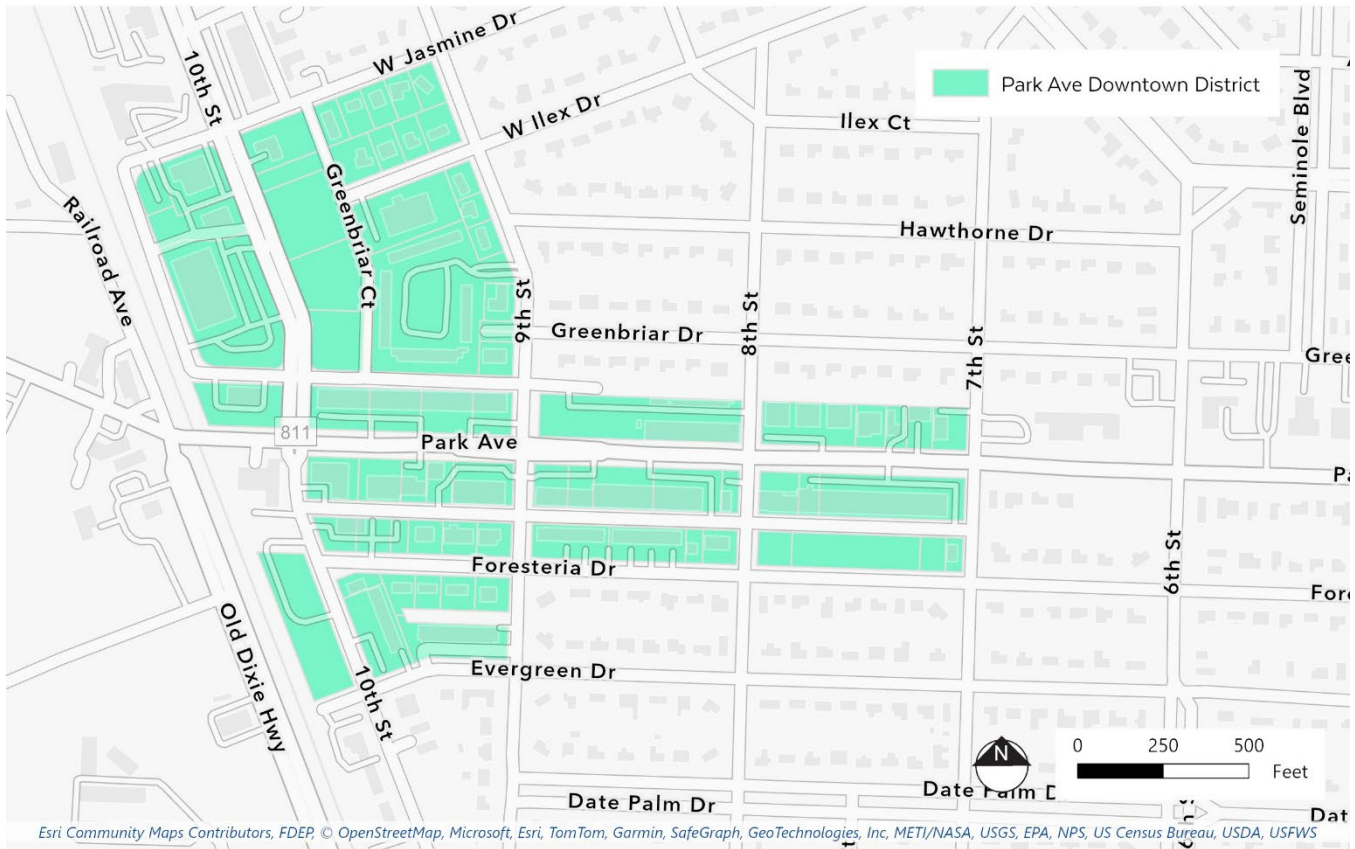 W Jasmine Dr
10th St
Park Ave Downtown District
W Ilex Dr
Ilex Ct
Seminole Blvd
Greenbriar Ct
Railroad Ave
Hawthorne Dr
9th St
Greenbriar Dr
8th St
7th St
Gree
811
Park Ave
Pa
Foresteria Dr
6th St
Fore
Old Dixie Hwy
10th St
Evergreen Dr
N
0 250 500
Feet
Date Palm Dr
Date Palm D
Dat
Esri Community Maps Contributors, FDEP, © OpenStreetMap, Microsoft, Esri, TomTom, Garmin, SafeGraph, GeoTechnologies, Inc, METI/NASA, USGS, EPA, NPS, US Census Bureau, USDA, USFWS